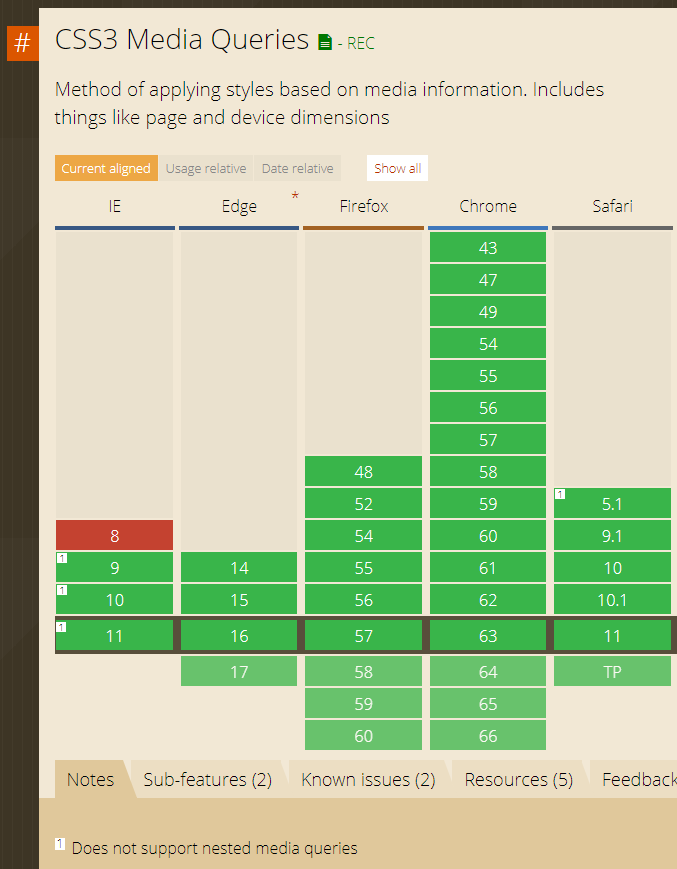 #
CSS3 Media Queries - REC
Method of applying styles based on media information. Includes
things like page and device dimensions
Current aligned Usage relative Date relative Show all
IE Edge * Firefox Chrome Safari
43
47
49
54
55
56
57
48 58
52 59 1 5.1
8 54 60 9.1
1 9 14 55 61 10
1 10 15 56 62 10.1
1 11 16 57 63 11
17 58 64 TP
59 65
60 66
Notes Sub-features (2) Known issues (2) Resources (5) Feedback
1 Does not support nested media queries